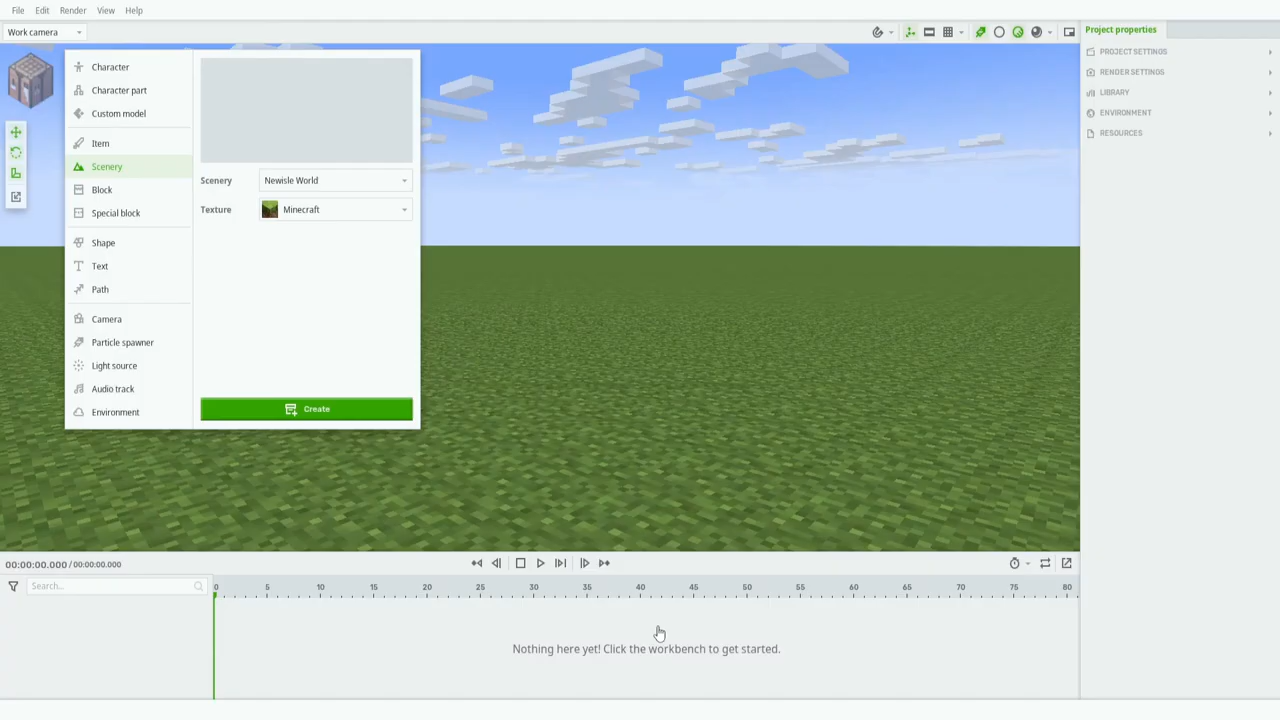 File Edit Render View Help
Work camera
Project properties
PROJECT SETTINGS
RENDER SETTINGS
LIBRARY
ENVIRONMENT
RESOURCES
Character
Character part
Custom model
Item
Scenery
Block
Special block
Shape
Text
Path
Camera
Particle spawner
Light source
Audio track
Environment
Scenery Newisle World
Texture Minecraft
Create
00:00:00.000 / 00:00:00.000
Search...
0 5 10 15 20 25 30 35 40 45 50 55 60 65 70 75 80
Nothing here yet! Click the workbench to get started.